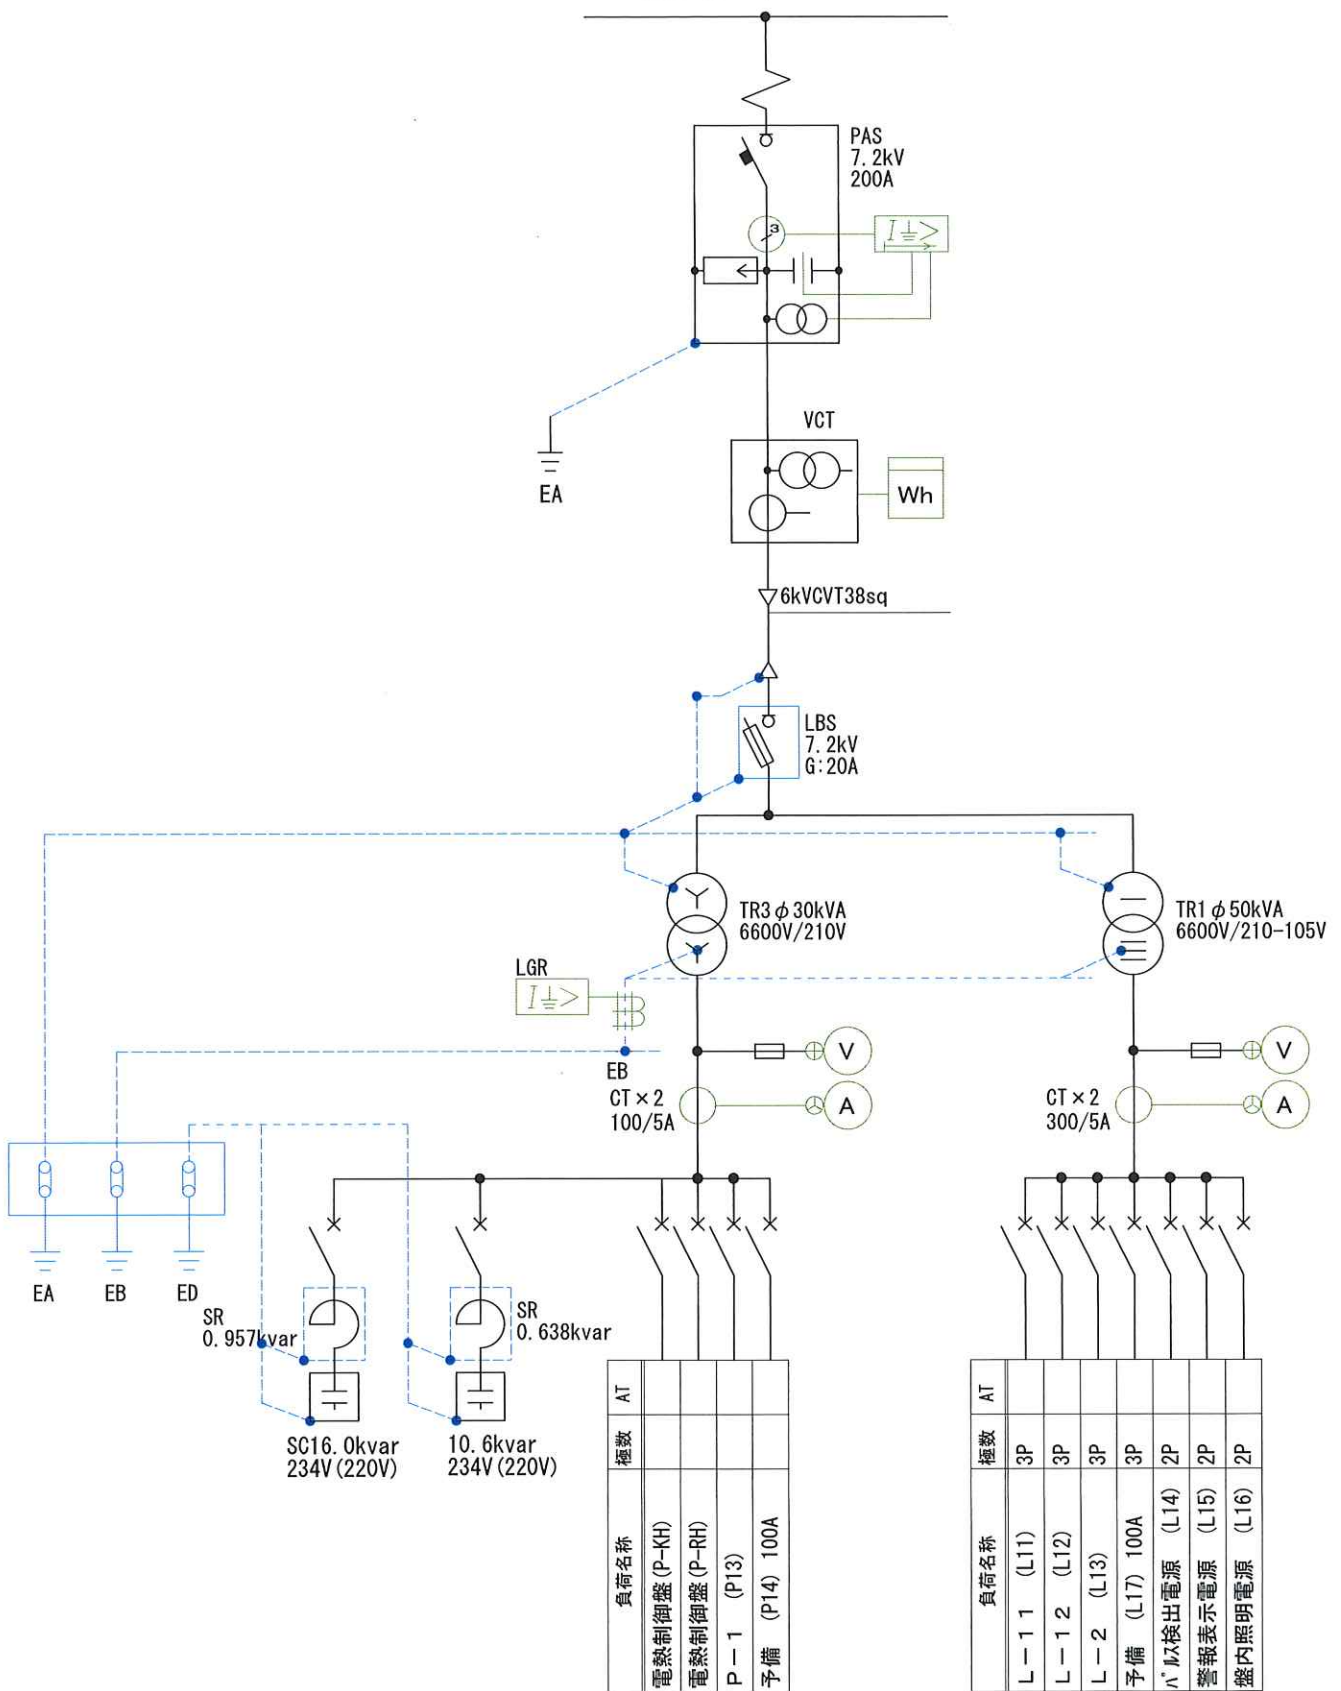 PAS
7.2kV
200A
3
I >
EA
VCT
Wh
6kVCVT38sq
LBS
7.2kV
G:20A
TR3φ30kVA
6600V/210V
TR1φ50kVA
6600V/210-105V
LGR
I >
EB
V
CT×2
100/5A
A
V
CT×2
300/5A
A
EA
EB
ED
SR
0.957kvar
SR
0.638kvar
SC16.0kvar
234V(220V)
10.6kvar
234V(220V)
負荷名称 極数 AT
電熱制御盤(P-KH)
電熱制御盤(P-RH)
P-1 (P13)
予備 (P14) 100A
負荷名称 極数 AT
L-11 (L11) 3P
L-12 (L12) 3P
L-2 (L13) 3P
予備 (L17) 100A 3P
パルス検出電源 (L14) 2P
警報表示電源 (L15) 2P
盤内照明電源 (L16) 2P